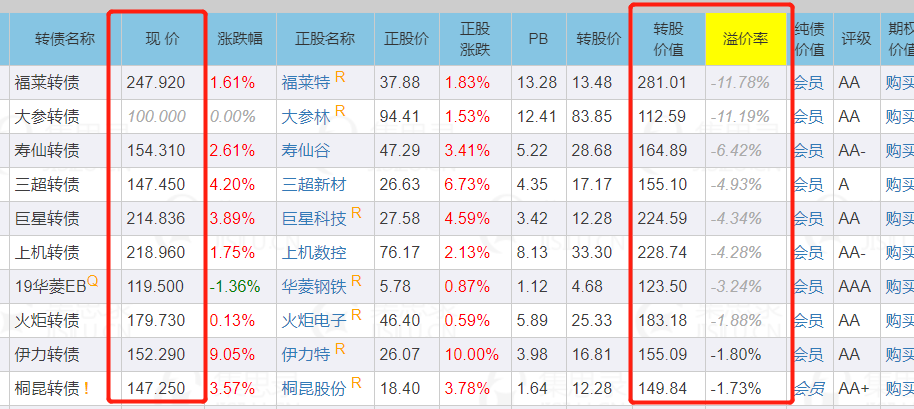 转债名称 现 价 涨跌幅 正股名称 正股价 正股涨跌 PB 转股价 转股价值 溢价率 纯债价值 评级 期权价值
福莱转债 247.920 1.61% 福莱特 R 37.88 1.83% 13.28 13.48 281.01 -11.78% 会员 AA 购买
大参转债 100.000 0.00% 大参林 R 94.41 1.53% 12.41 83.85 112.59 -11.19% 会员 AA 购买
寿仙转债 154.310 2.61% 寿仙谷 47.29 3.41% 5.22 28.68 164.89 -6.42% 会员 AA- 购买
三超转债 147.450 4.20% 三超新材 26.63 6.73% 4.35 17.17 155.10 -4.93% 会员 A 购买
巨星转债 214.836 3.89% 巨星科技 R 27.58 4.59% 3.42 12.28 224.59 -4.34% 会员 AA 购买
上机转债 218.960 1.75% 上机数控 76.17 2.13% 8.13 33.30 228.74 -4.28% 会员 AA- 购买
19华菱EB Q 119.500 -1.36% 华菱钢铁 R 5.78 0.87% 1.12 4.68 123.50 -3.24% 会员 AAA 购买
火炬转债 179.730 0.13% 火炬电子 R 46.40 0.59% 5.89 25.33 183.18 -1.88% 会员 AA 购买
伊力转债 152.290 9.05% 伊力特 R 26.07 10.00% 3.98 16.81 155.09 -1.80% 会员 AA 购买
桐昆转债 ! 147.250 3.57% 桐昆股份 R 18.40 3.78% 1.64 12.28 149.84 -1.73% 会员 AA+ 购买